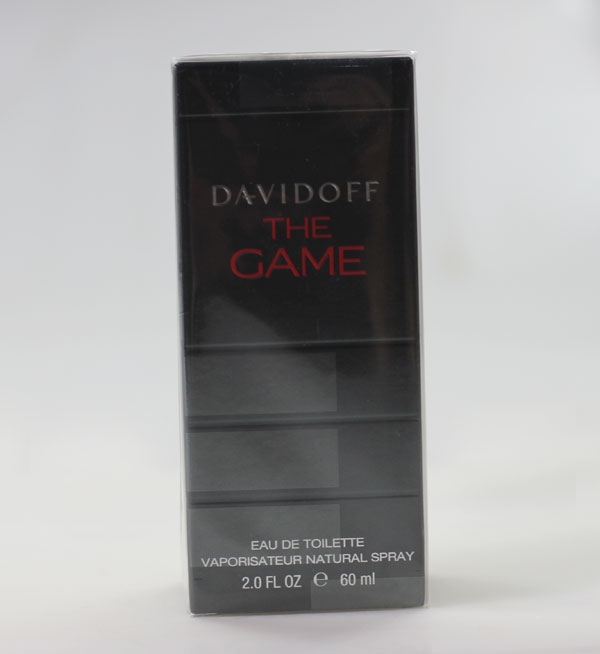 DAVIDOFF
THE
GAME
EAU DE TOILETTE
VAPORISATEUR NATURAL SPRAY
2.0 FL OZ ℮ 60 ml